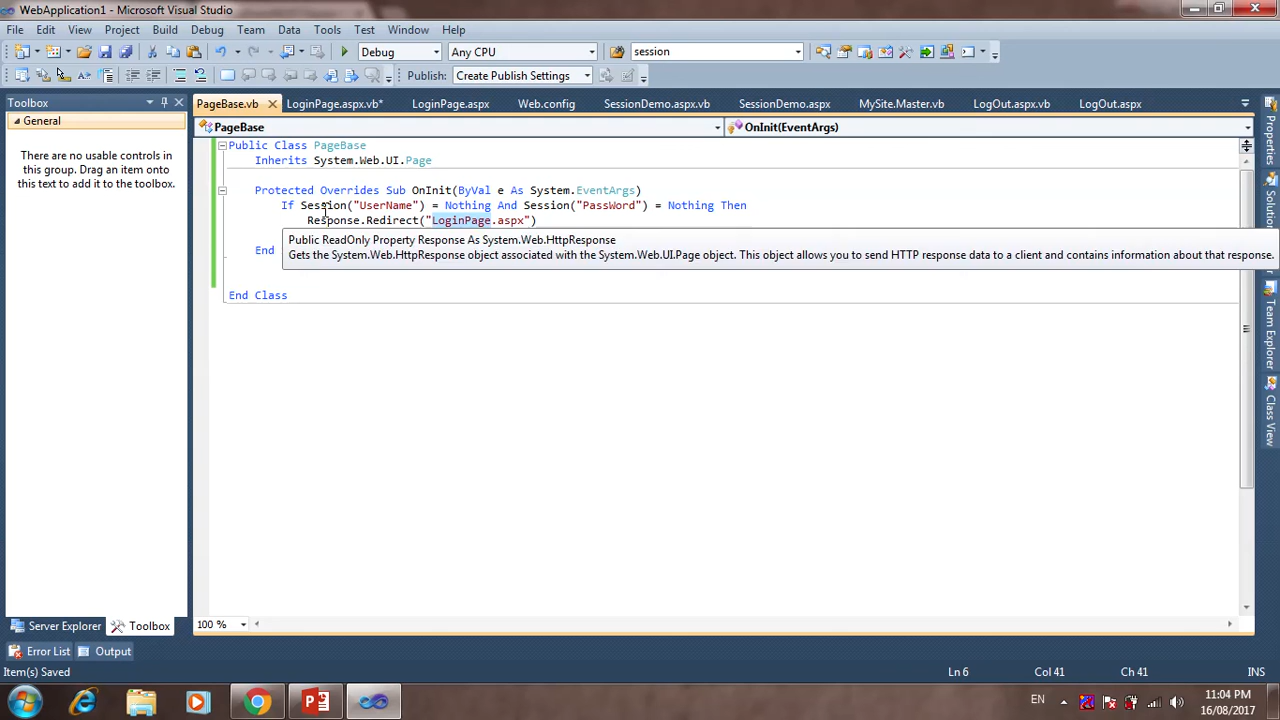 WebApplication1 - Microsoft Visual Studio
File Edit View Project Build Debug Team Data Tools Test Window Help
Debug Any CPU session
Publish: Create Publish Settings
Toolbox
General
There are no usable controls in
this group. Drag an item onto
this text to add it to the toolbox.
PageBase.vb LoginPage.aspx.vb* LoginPage.aspx Web.config SessionDemo.aspx.vb SessionDemo.aspx MySite.Master.vb LogOut.aspx.vb LogOut.aspx
PageBase OnInit(EventArgs)
Public Class PageBase
Inherits System.Web.UI.Page
Protected Overrides Sub OnInit(ByVal e As System.EventArgs)
If Session("UserName") = Nothing And Session("PassWord") = Nothing Then
Response.Redirect("LoginPage.aspx")
Public ReadOnly Property Response As System.Web.HttpResponse
Gets the System.Web.HttpResponse object associated with the System.Web.UI.Page object. This object allows you to send HTTP response data to a client and contains information about that response.
End
End Class
Properties
Team Explorer
Class View
100 %
Server Explorer Toolbox
Error List Output
Item(s) Saved Ln 6 Col 41 Ch 41 INS
EN
11:04 PM
16/08/2017